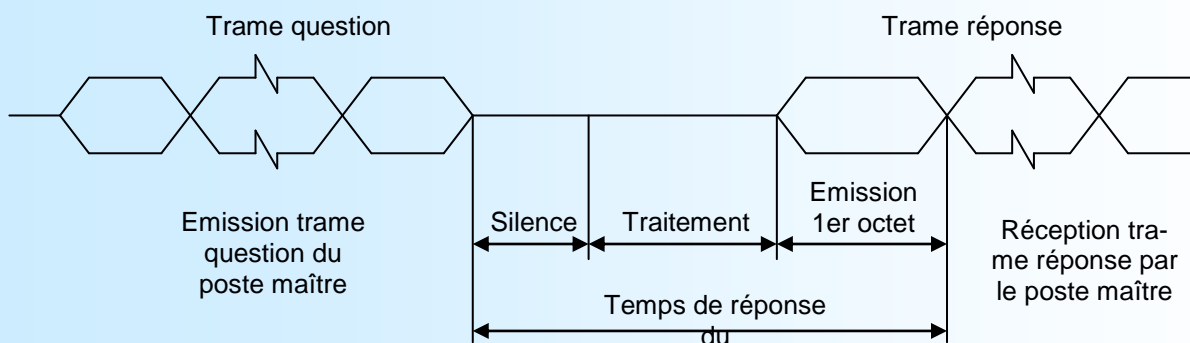 Trame question
Trame réponse
Emission trame
question du
poste maître
Silence
Traitement
Emission
1er octet
Réception tra-
me réponse par
le poste maître
Temps de réponse
du